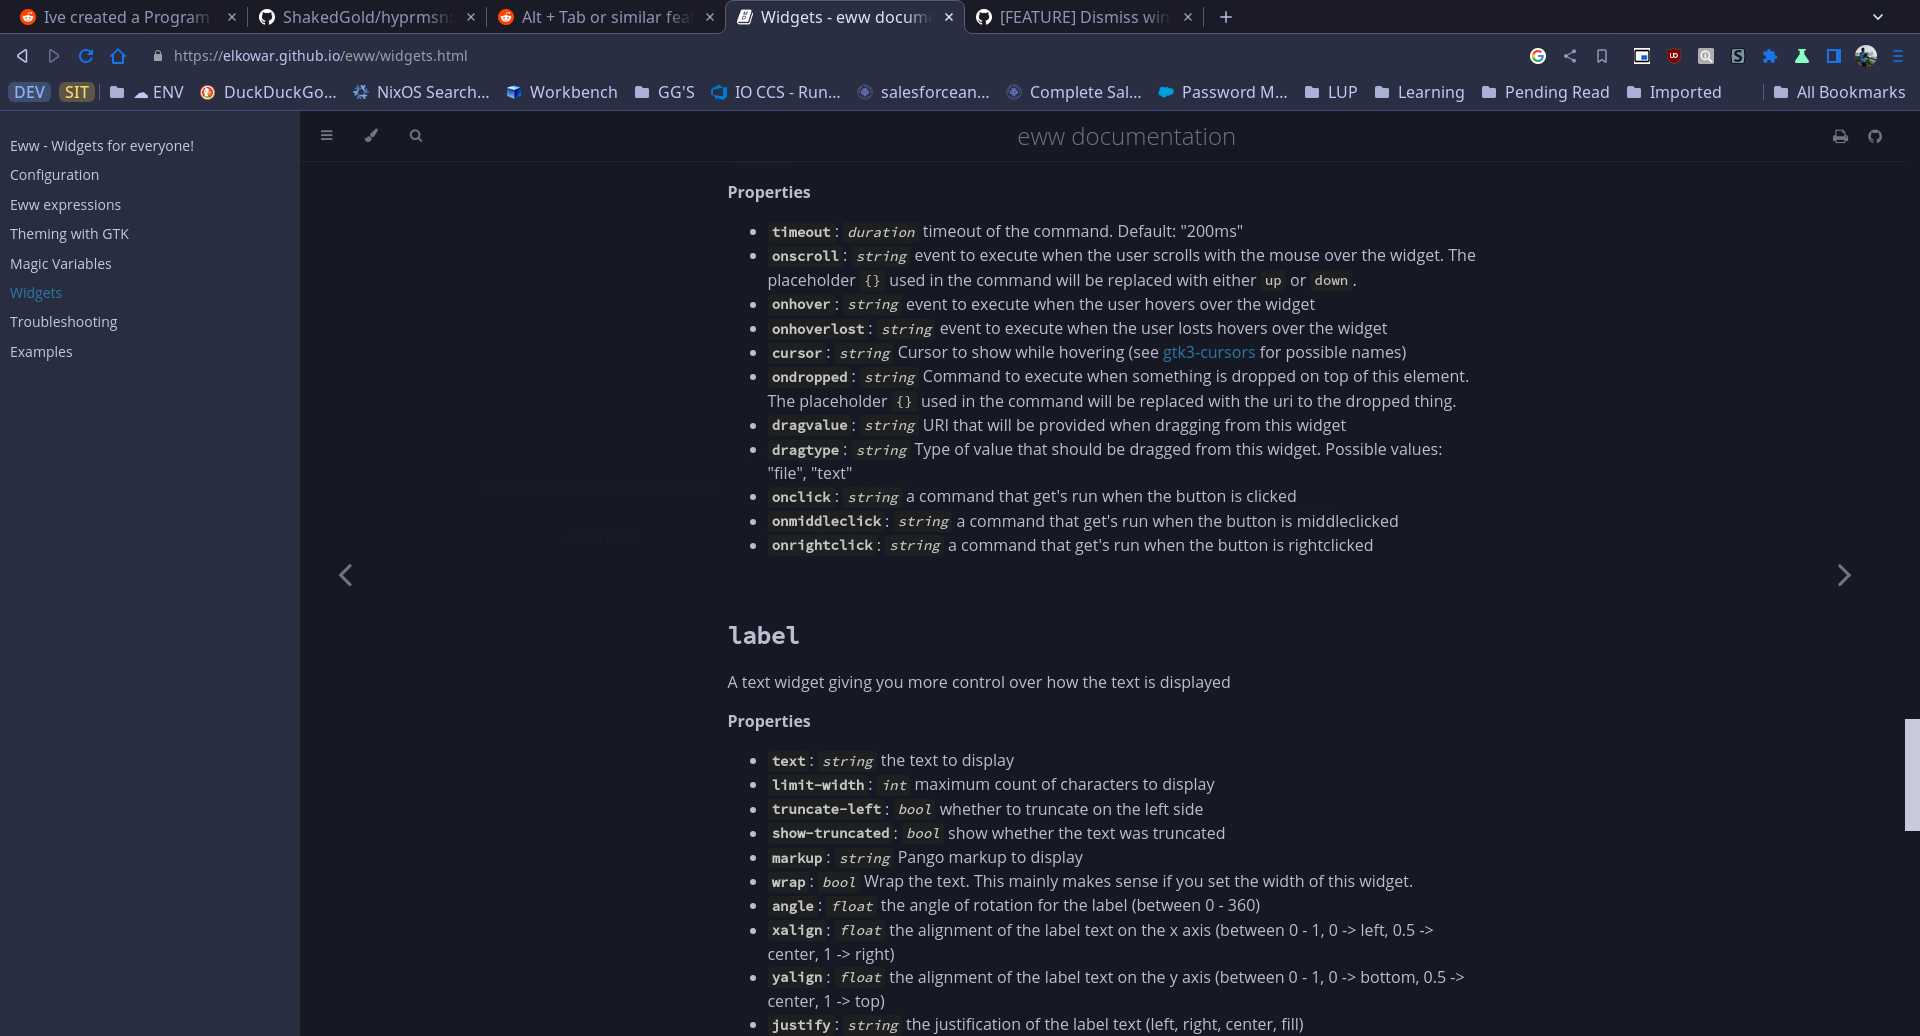 Ive created a Program
ShakedGold/hyprmsn
Alt + Tab or similar fea
Widgets - eww docum
[FEATURE] Dismiss win
https://elkowar.github.io/eww/widgets.html
DEV SIT ENV DuckDuckGo... NixOS Search... Workbench GG'S IO CCS - Run... salesforcean... Complete Sal... Password M... LUP Learning Pending Read Imported All Bookmarks
Eww - Widgets for everyone!
Configuration
Eww expressions
Theming with GTK
Magic Variables
Widgets
Troubleshooting
Examples
eww documentation
Properties
timeout: duration timeout of the command. Default: "200ms"
onscroll: string event to execute when the user scrolls with the mouse over the widget. The
placeholder {} used in the command will be replaced with either up or down.
onhover: string event to execute when the user hovers over the widget
onhoverlost: string event to execute when the user losts hovers over the widget
cursor: string Cursor to show while hovering (see gtk3-cursors for possible names)
ondropped: string Command to execute when something is dropped on top of this element.
The placeholder {} used in the command will be replaced with the uri to the dropped thing.
dragvalue: string URI that will be provided when dragging from this widget
dragtype: string Type of value that should be dragged from this widget. Possible values:
"file", "text"
onclick: string a command that get's run when the button is clicked
onmiddleclick: string a command that get's run when the button is middleclicked
onrightclick: string a command that get's run when the button is rightclicked
label
A text widget giving you more control over how the text is displayed
Properties
text: string the text to display
limit-width: int maximum count of characters to display
truncate-left: bool whether to truncate on the left side
show-truncated: bool show whether the text was truncated
markup: string Pango markup to display
wrap: bool Wrap the text. This mainly makes sense if you set the width of this widget.
angle: float the angle of rotation for the label (between 0 - 360)
xalign: float the alignment of the label text on the x axis (between 0 - 1, 0 -> left, 0.5 ->
center, 1 -> right)
yalign: float the alignment of the label text on the y axis (between 0 - 1, 0 -> bottom, 0.5 ->
center, 1 -> top)
justify: string the justification of the label text (left, right, center, fill)